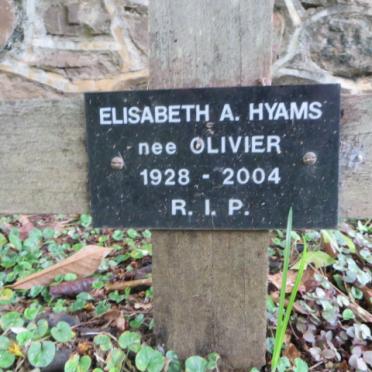 ELISABETH A. HYAMS
nee OLIVIER
1928 - 2004
R. I. P.